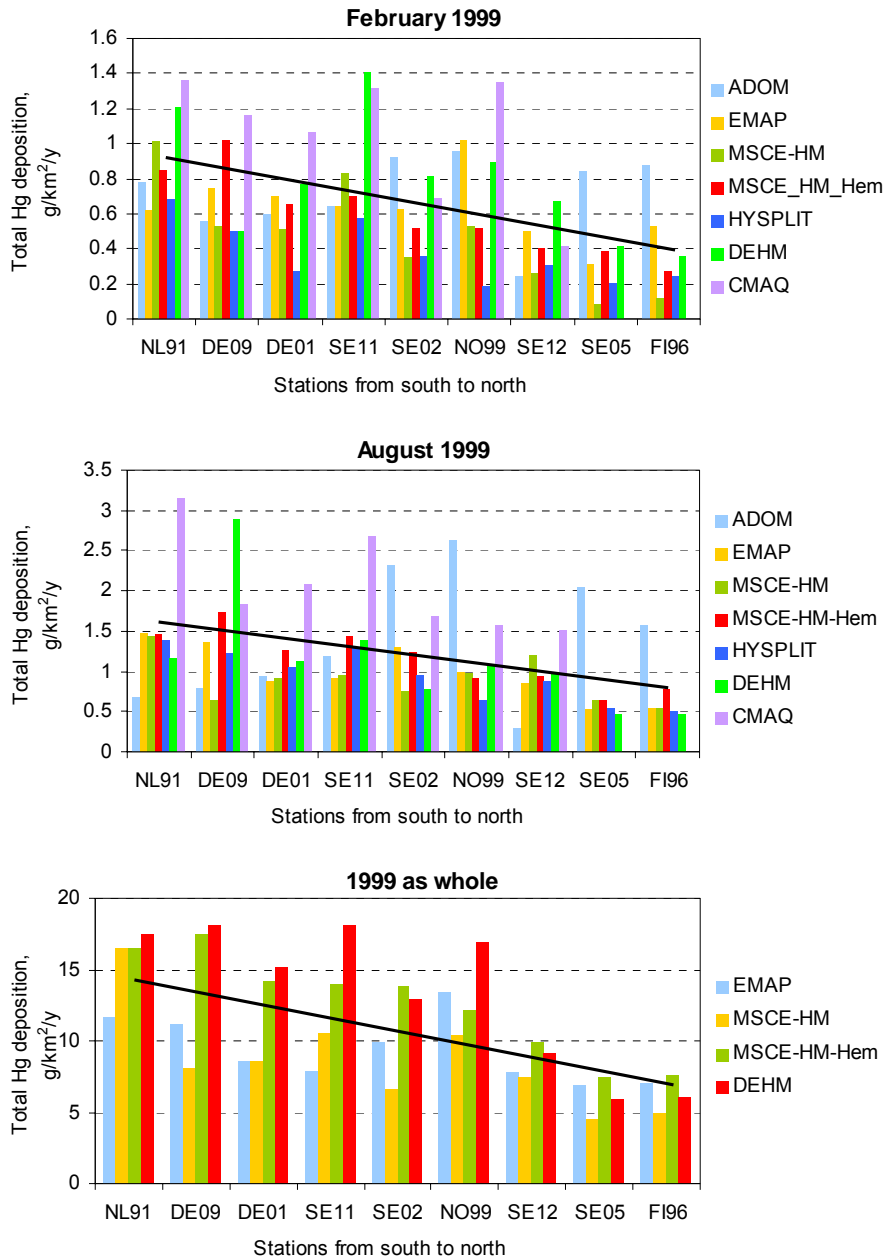 February 1999
Total Hg deposition,
g/km²/y
1.6
1.4
1.2
1
0.8
0.6
0.4
0.2
0
NL91 DE09 DE01 SE11 SE02 NO99 SE12 SE05 FI96
Stations from south to north
ADOM
EMAP
MSCE-HM
MSCE_HM_Hem
HYSPLIT
DEHM
CMAQ
August 1999
Total Hg deposition,
g/km²/y
3.5
3
2.5
2
1.5
1
0.5
0
NL91 DE09 DE01 SE11 SE02 NO99 SE12 SE05 FI96
Stations from south to north
ADOM
EMAP
MSCE-HM
MSCE-HM-Hem
HYSPLIT
DEHM
CMAQ
1999 as whole
Total Hg deposition,
g/km²/y
20
15
10
5
0
NL91 DE09 DE01 SE11 SE02 NO99 SE12 SE05 FI96
Stations from south to north
EMAP
MSCE-HM
MSCE-HM-Hem
DEHM